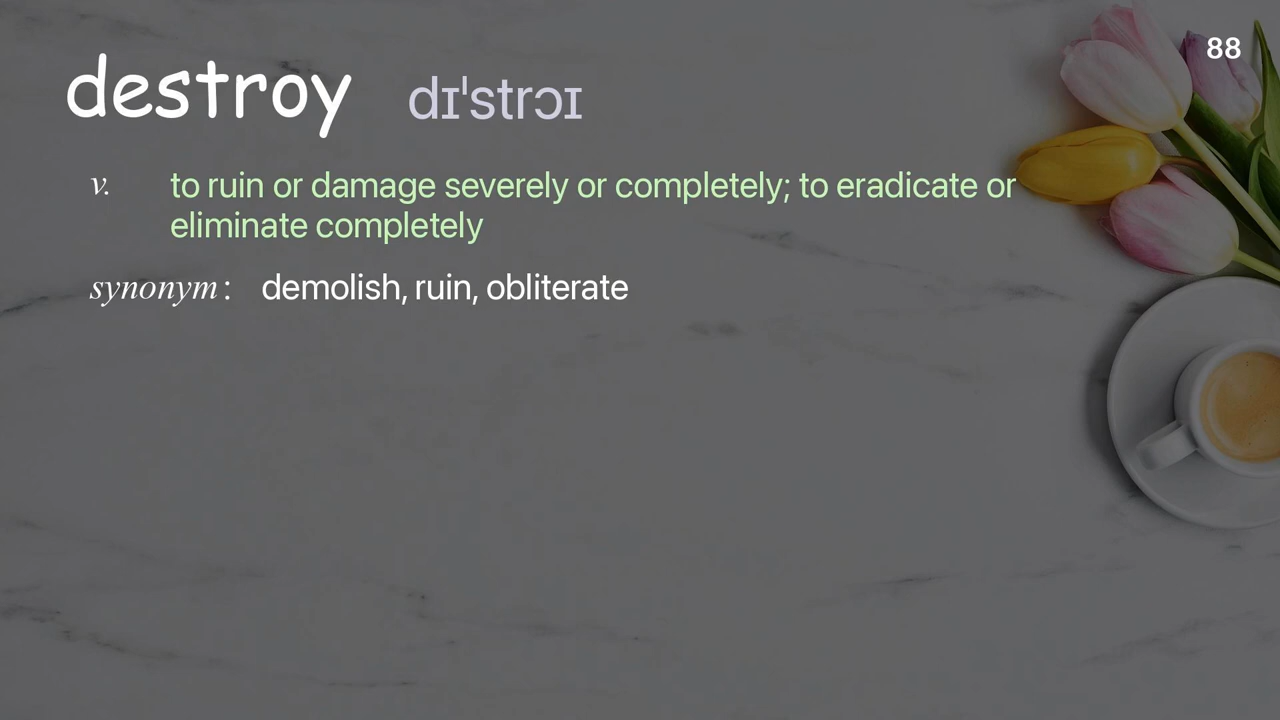 88
destroy dɪˈstrɔɪ
v. to ruin or damage severely or completely; to eradicate or
eliminate completely
synonym: demolish, ruin, obliterate